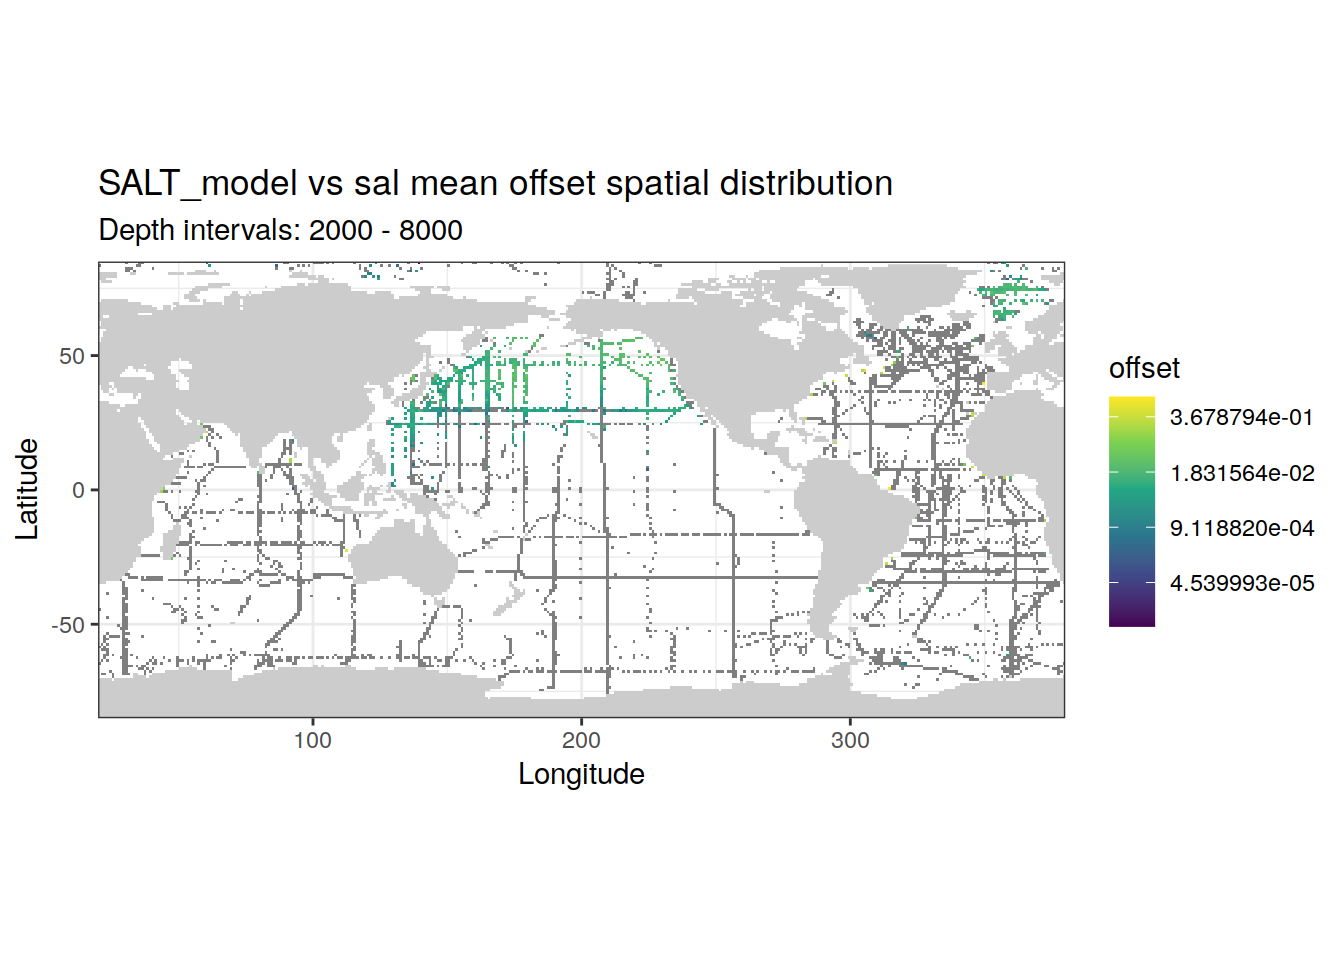 SALT_model vs sal mean offset spatial distribution
Depth intervals: 2000 - 8000
offset
3.678794e-01
1.831564e-02
9.118820e-04
4.539993e-05
Latitude
50
0
-50
100
200
300
Longitude